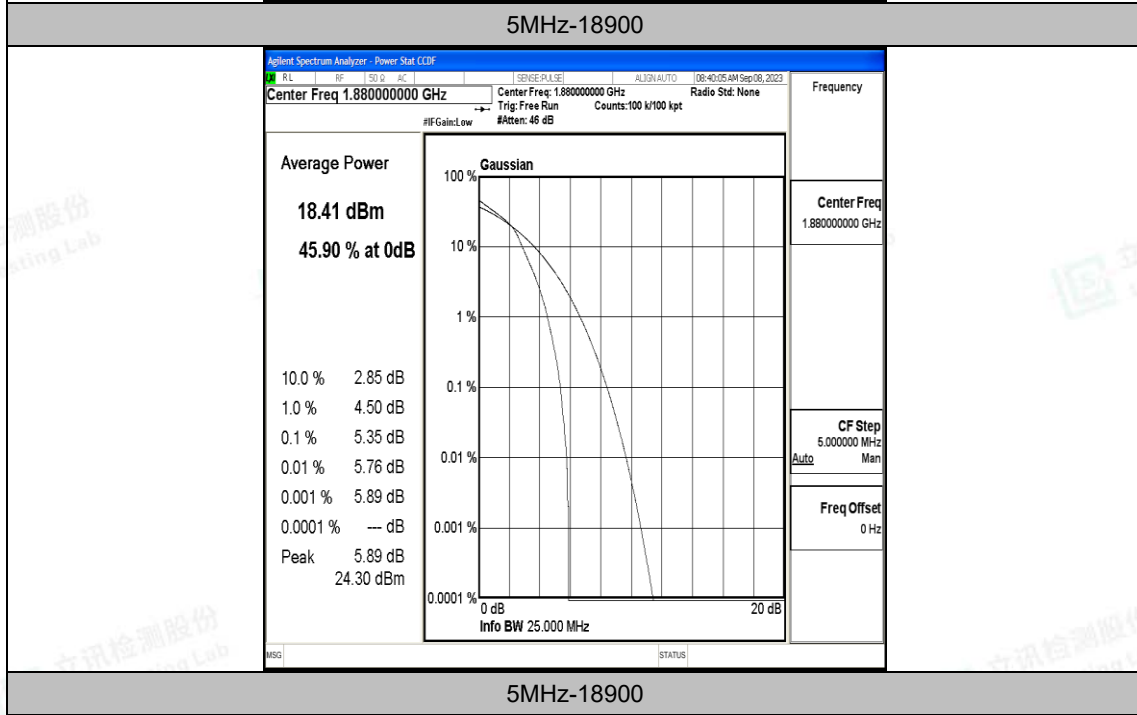 5MHz-18900
Agilent Spectrum Analyzer - Power Stat CCDF
RL RF 50 Ω AC SENSE:PULSE ALIGN AUTO 08:40:05 AM Sep 08, 2023
Center Freq 1.880000000 GHz
Center Freq: 1.880000000 GHz Radio Std: None
Trig: Free Run Counts:100 k/100 kpt
#IFGain:Low #Atten: 46 dB
Frequency
Average Power
18.41 dBm
45.90 % at 0dB
10.0 % 2.85 dB
1.0 % 4.50 dB
0.1 % 5.35 dB
0.01 % 5.76 dB
0.001 % 5.89 dB
0.0001 % --- dB
Peak 5.89 dB
24.30 dBm
Gaussian
100 %
10 %
1 %
0.1 %
0.01 %
0.001 %
0.0001 %
0 dB 20 dB
Info BW 25.000 MHz
Center Freq
1.880000000 GHz
CF Step
5.000000 MHz
Auto Man
Freq Offset
0 Hz
MSG STATUS
5MHz-18900
立讯检测股份